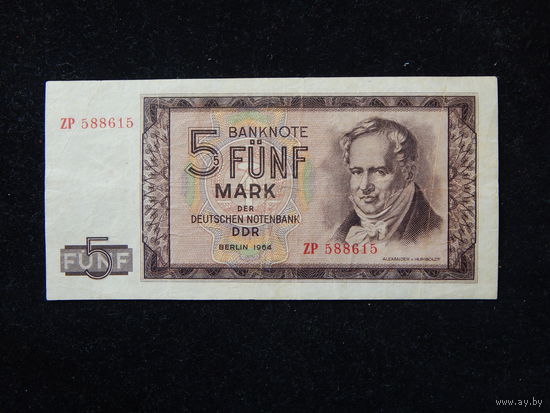 ZP 588615
5
5
BANKNOTE
FÜNF
MARK
DER
DEUTSCHEN NOTENBANK
DDR
BERLIN 1964
ZP 588615
ALEXANDER v. HUMBOLDT
5
FÜNF
www.ay.by